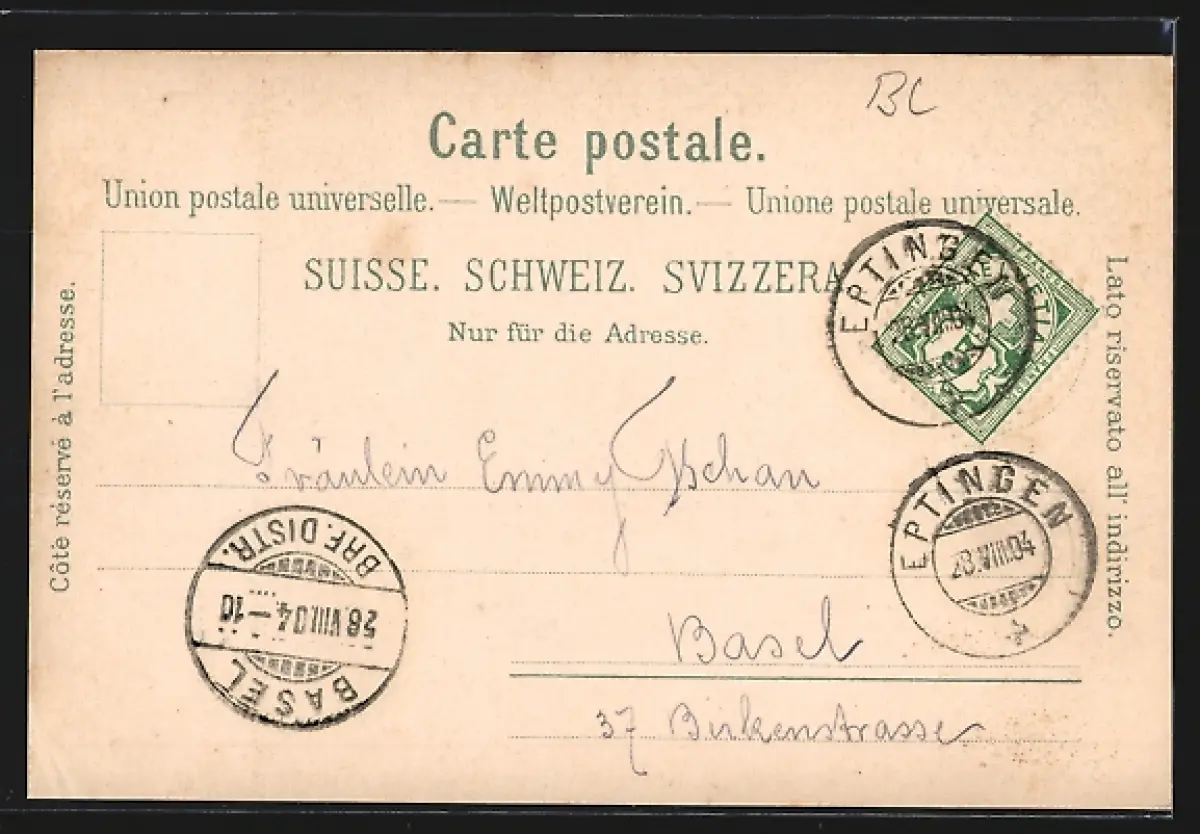 BL
Carte postale.
Union postale universelle. — Weltpostverein. — Unione postale universale.
SUISSE. SCHWEIZ. SVIZZERA
Nur für die Adresse.
Côté réservé à l'adresse.
Lato riservato all' indirizzo.
EPTINGEN
FRANCO
HELVETIA
Fräulein Emmy Tschan
EPTINGEN
28.VIII.04
BRF. DISTR.
28.VIII.04.–10
BASEL
Basel
37 Birkenstrasse